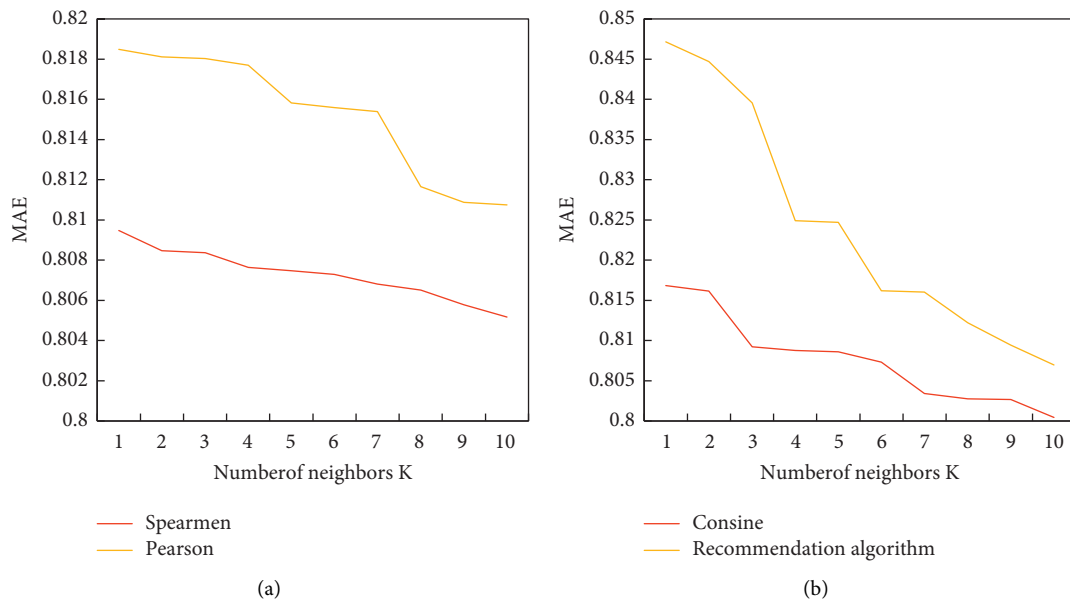 0.82
0.818
0.816
0.814
0.812
0.81
0.808
0.806
0.804
0.802
0.8
MAE
1 2 3 4 5 6 7 8 9 10
Numberof neighbors K
Spearmen
Pearson
(a)
0.85
0.845
0.84
0.835
0.83
0.825
0.82
0.815
0.81
0.805
0.8
MAE
1 2 3 4 5 6 7 8 9 10
Numberof neighbors K
Consine
Recommendation algorithm
(b)